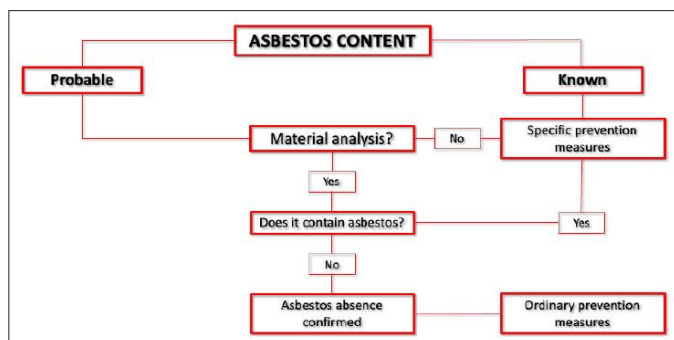 ASBESTOS CONTENT
Probable
Known
Material analysis?
No
Specific prevention
measures
Yes
Does it contain asbestos?
Yes
No
Asbestos absence
confirmed
Ordinary prevention
measures